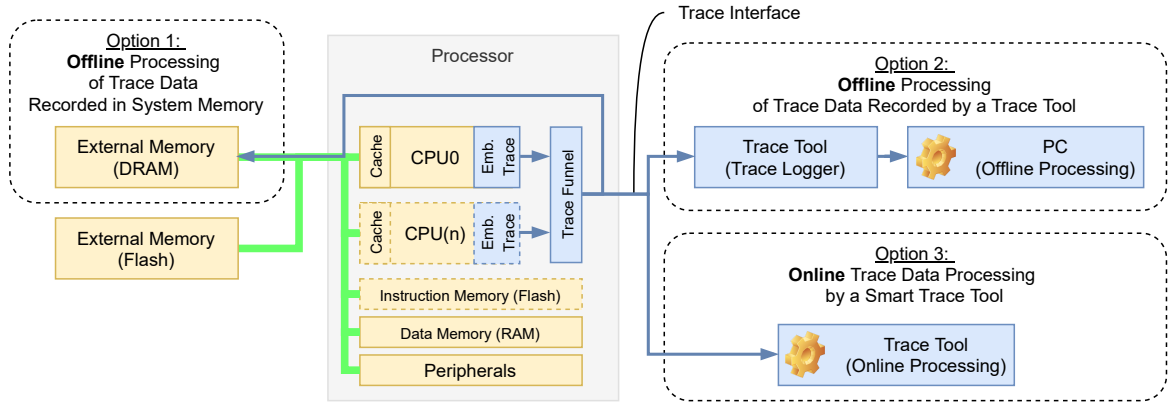 Trace Interface
Option 1:
Offline Processing
of Trace Data
Recorded in System Memory
External Memory
(DRAM)
External Memory
(Flash)
Processor
Cache
CPU0
Emb.
Trace
Cache
CPU(n)
Emb.
Trace
Trace Funnel
Instruction Memory (Flash)
Data Memory (RAM)
Peripherals
Option 2:
Offline Processing
of Trace Data Recorded by a Trace Tool
Trace Tool
(Trace Logger)
PC
(Offline Processing)
Option 3:
Online Trace Data Processing
by a Smart Trace Tool
Trace Tool
(Online Processing)